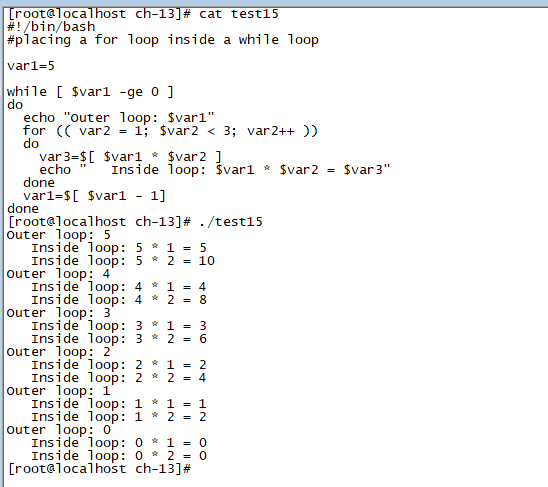 [root@localhost ch-13]# cat test15
#!/bin/bash
#placing a for loop inside a while loop

var1=5

while [ $var1 -ge 0 ]
do
  echo "Outer loop: $var1"
  for (( var2 = 1; $var2 < 3; var2++ ))
  do
    var3=$[ $var1 * $var2 ]
    echo "   Inside loop: $var1 * $var2 = $var3"
  done
  var1=$[ $var1 - 1]
done
[root@localhost ch-13]# ./test15
Outer loop: 5
   Inside loop: 5 * 1 = 5
   Inside loop: 5 * 2 = 10
Outer loop: 4
   Inside loop: 4 * 1 = 4
   Inside loop: 4 * 2 = 8
Outer loop: 3
   Inside loop: 3 * 1 = 3
   Inside loop: 3 * 2 = 6
Outer loop: 2
   Inside loop: 2 * 1 = 2
   Inside loop: 2 * 2 = 4
Outer loop: 1
   Inside loop: 1 * 1 = 1
   Inside loop: 1 * 2 = 2
Outer loop: 0
   Inside loop: 0 * 1 = 0
   Inside loop: 0 * 2 = 0
[root@localhost ch-13]#